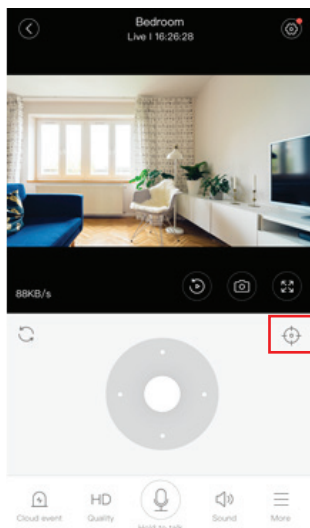 Bedroom
Live | 16:26:28
88KB/s
HD
Cloud event
Quality
Hold to talk
Sound
More